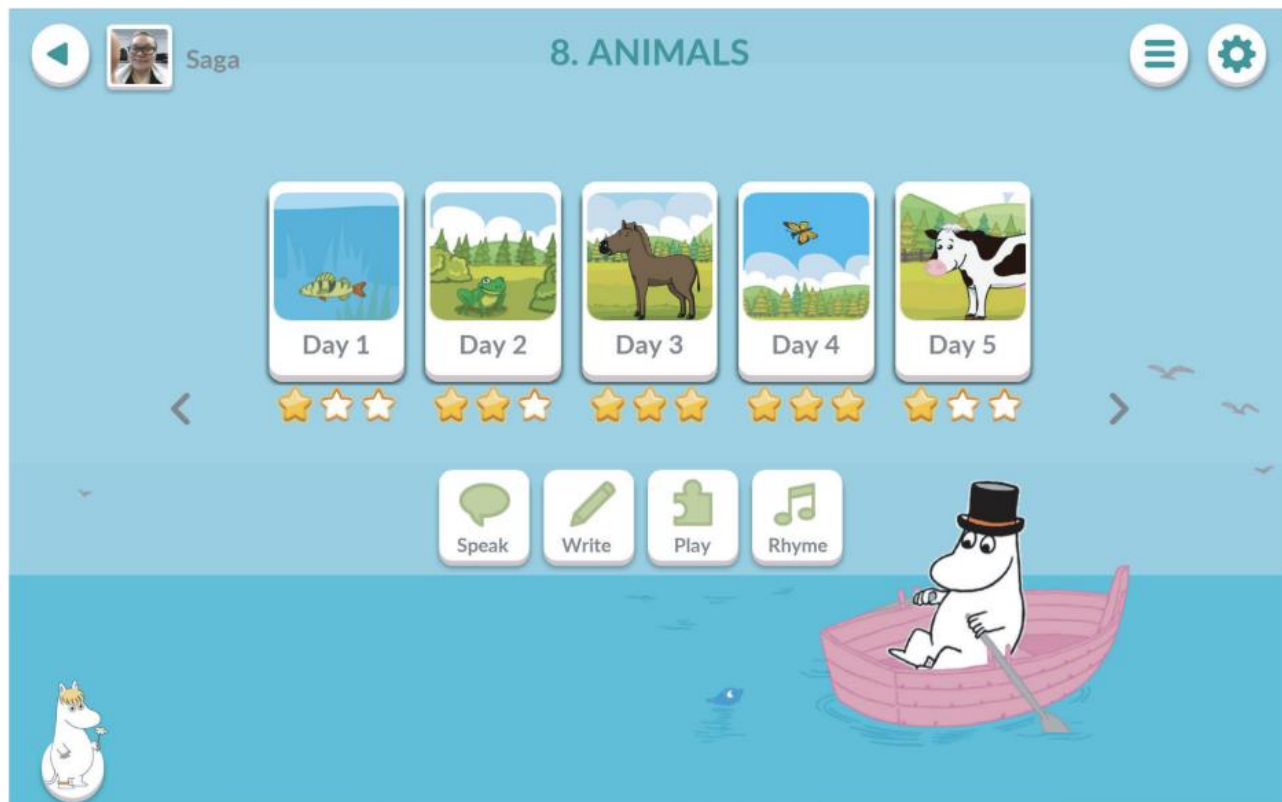 Saga
8. ANIMALS
Day 1
Day 2
Day 3
Day 4
Day 5
Speak
Write
Play
Rhyme